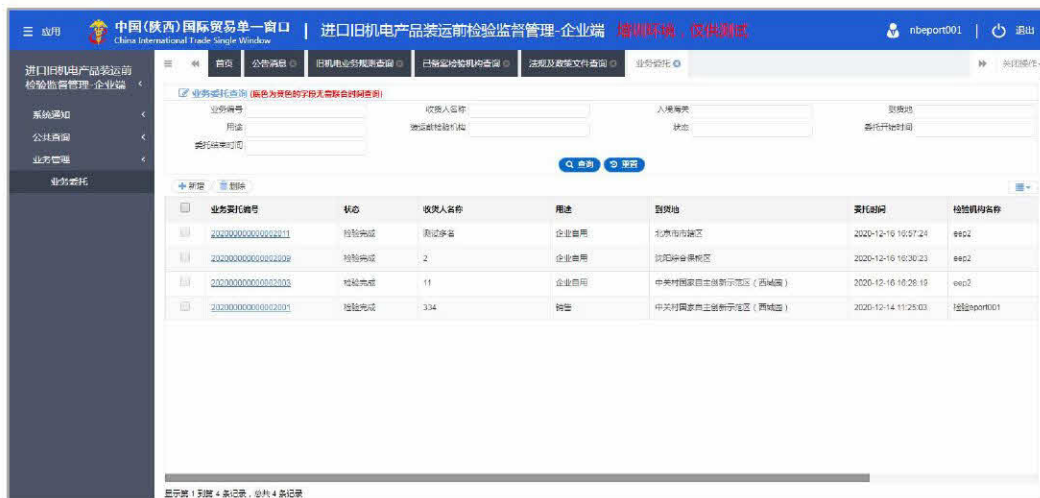 应用 中国(陕西)国际贸易单一窗口 | 进口旧机电产品装运前检验监督管理-企业端 培训环境，仅供测试 nbeport001 | 退出
China International Trade Single Window
进口旧机电产品装运前
检验监督管理-企业端
系统通知
公共查询
业务管理
业务委托
首页 公告消息 旧机电业务规则查询 已备案检验机构查询 法规及政策文件查询 业务委托 关闭操作
业务委托查询 (底色为黄色的字段无需联合时间查询)
业务编号 收货人名称 入境海关 到货地
用途 装运前检验机构 状态 委托开始时间
委托结束时间
查询 重置
新增 删除
业务委托编号 状态 收货人名称 用途 到货地 委托时间 检验机构名称
202000000000002011 检验完成 测试多名 企业自用 北京市市辖区 2020-12-16 16:57:24 eep2
202000000000002009 检验完成 2 企业自用 沈阳综合保税区 2020-12-16 16:30:23 eep2
202000000000002003 检验完成 11 企业自用 中关村国家自主创新示范区（西城园） 2020-12-16 16:28:19 eep2
202000000000002001 检验完成 334 销售 中关村国家自主创新示范区（西城园） 2020-12-14 11:25:03 检验eport001
显示第 1 到第 4 条记录，总共 4 条记录